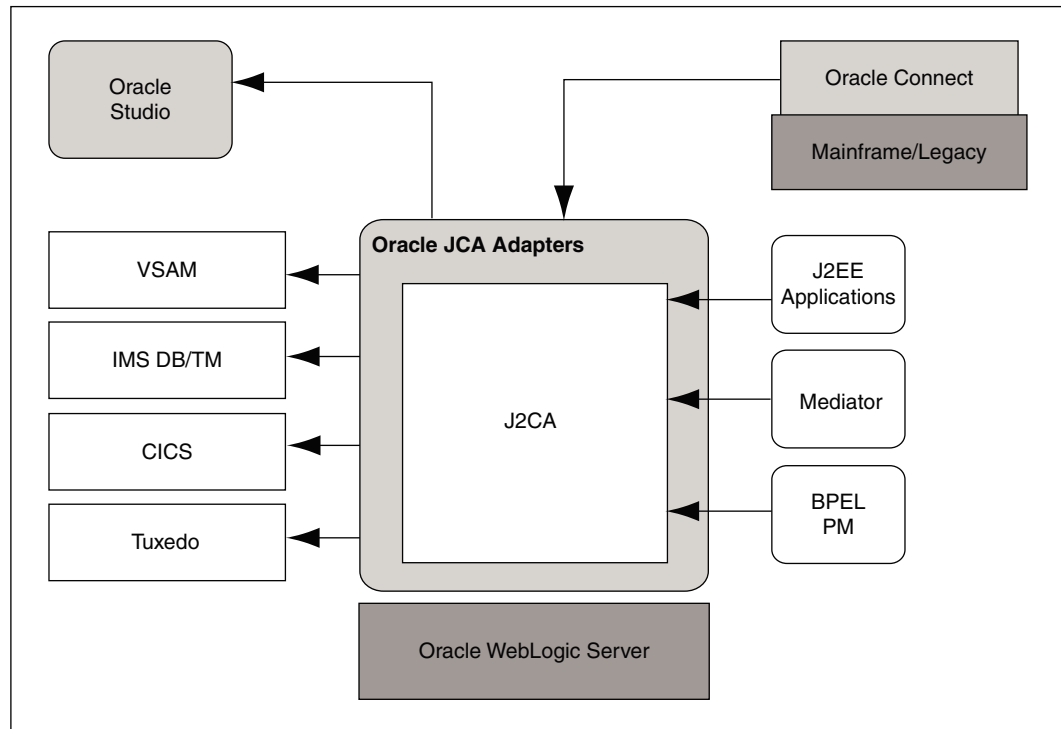 Oracle
Studio
Oracle Connect
Mainframe/Legacy
Oracle JCA Adapters
VSAM
IMS DB/TM
CICS
Tuxedo
J2CA
J2EE
Applications
Mediator
BPEL
PM
Oracle WebLogic Server